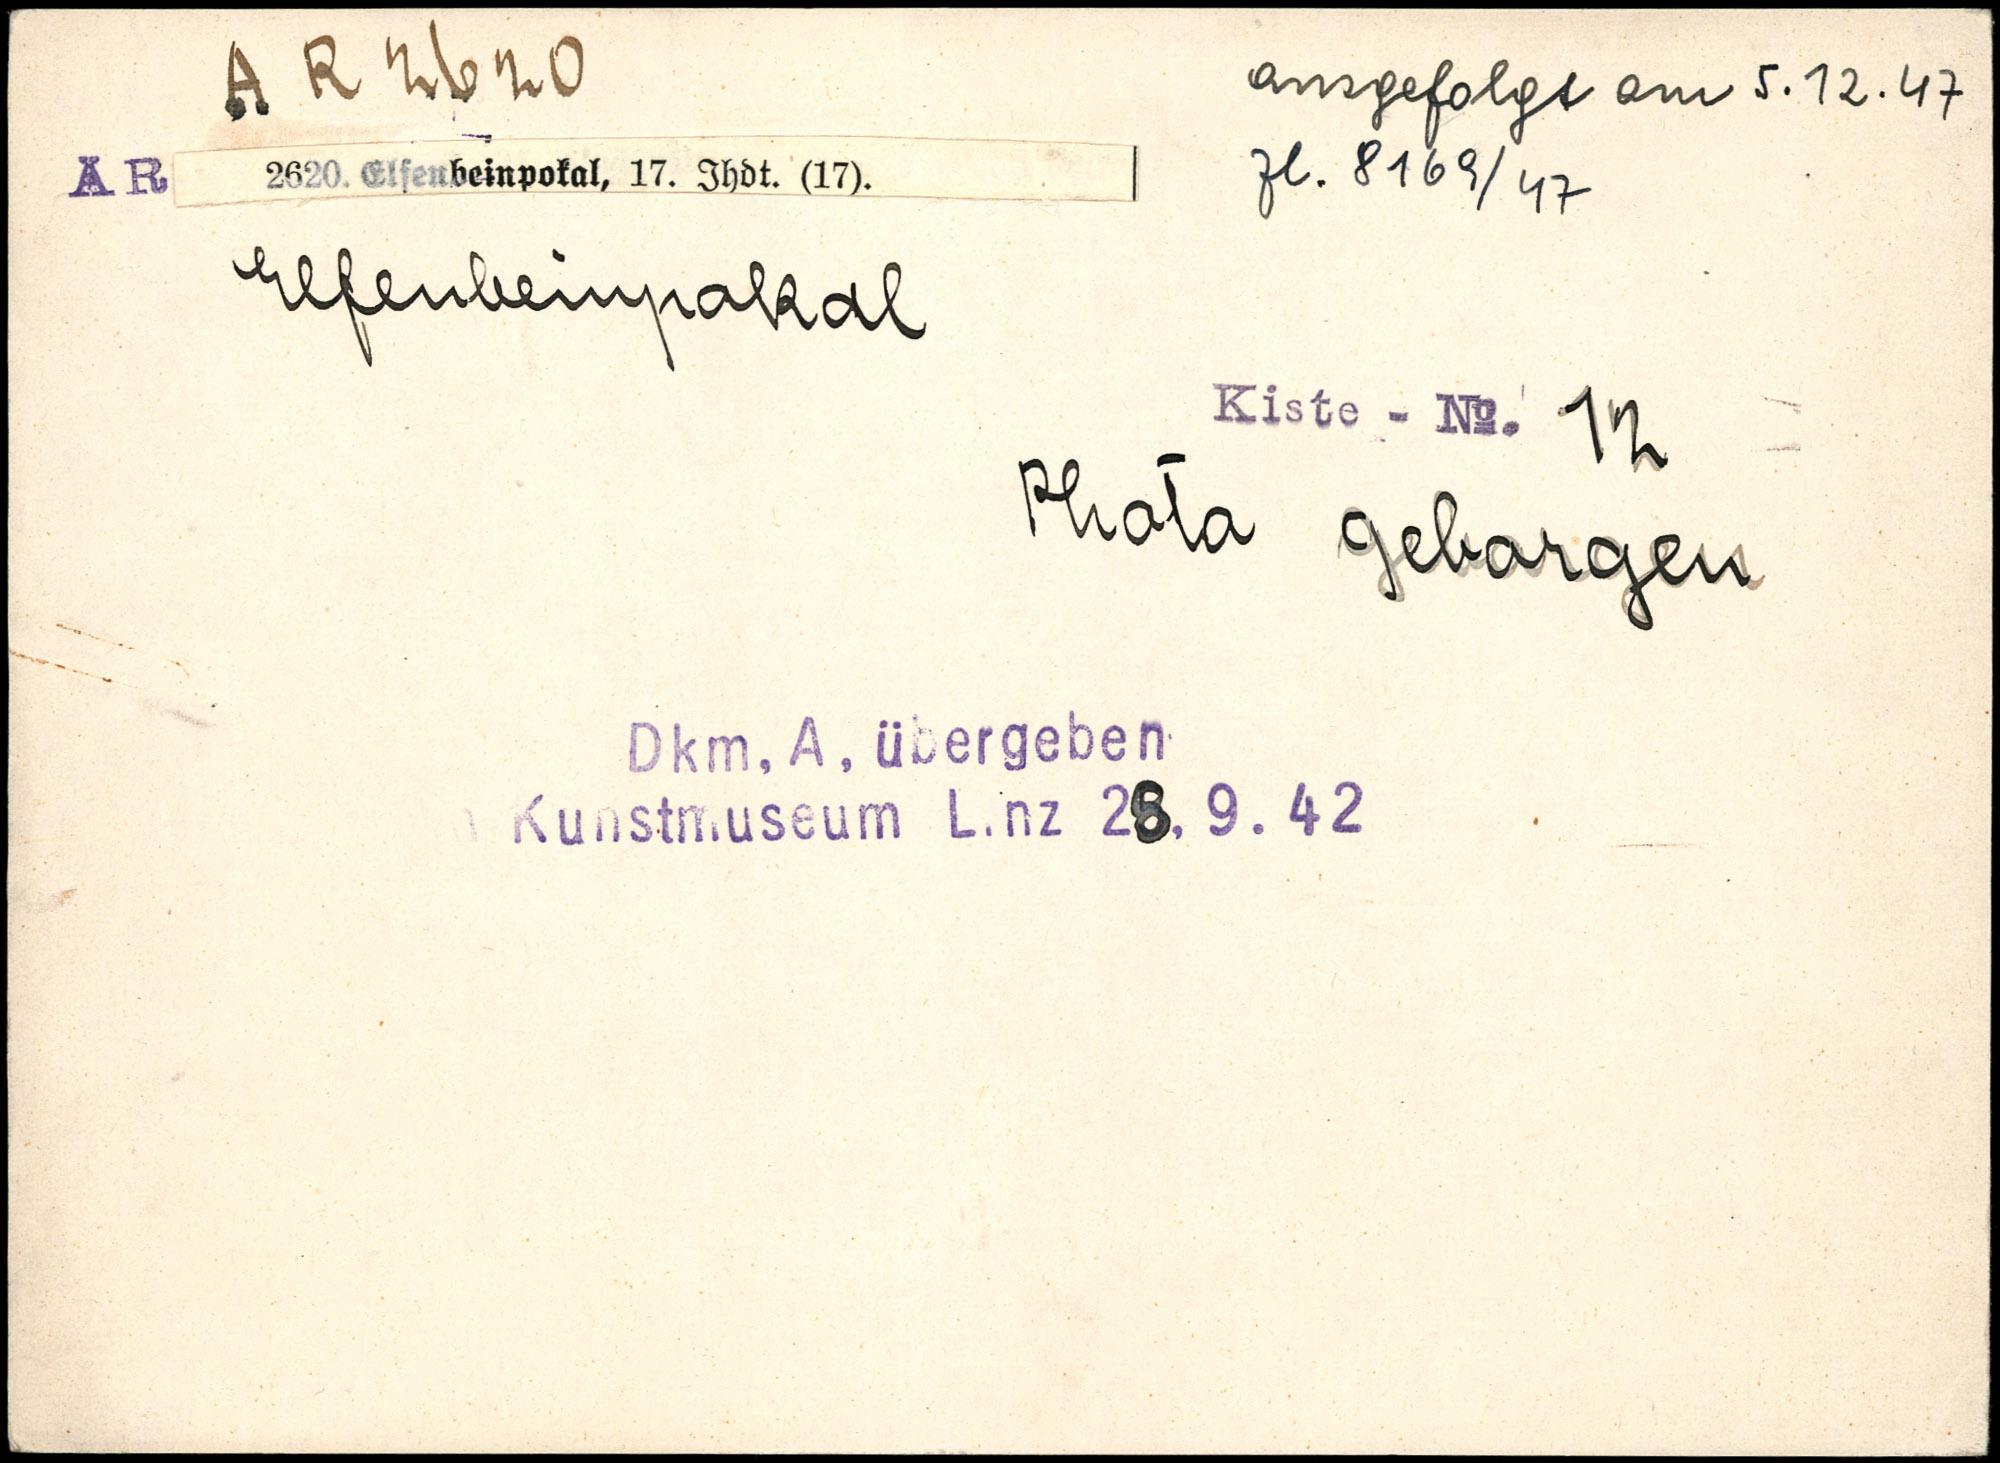 A R 2620
ausgefolgt am 5.12.47
Zl. 8169/47
A R 2620. Elfenbeinpokal, 17. Jhdt. (17).
Elfenbeinpokal
Kiste - No. 12
Photo geborgen
Dkm. A. übergeben
Kunstmuseum Linz 28. 9. 42